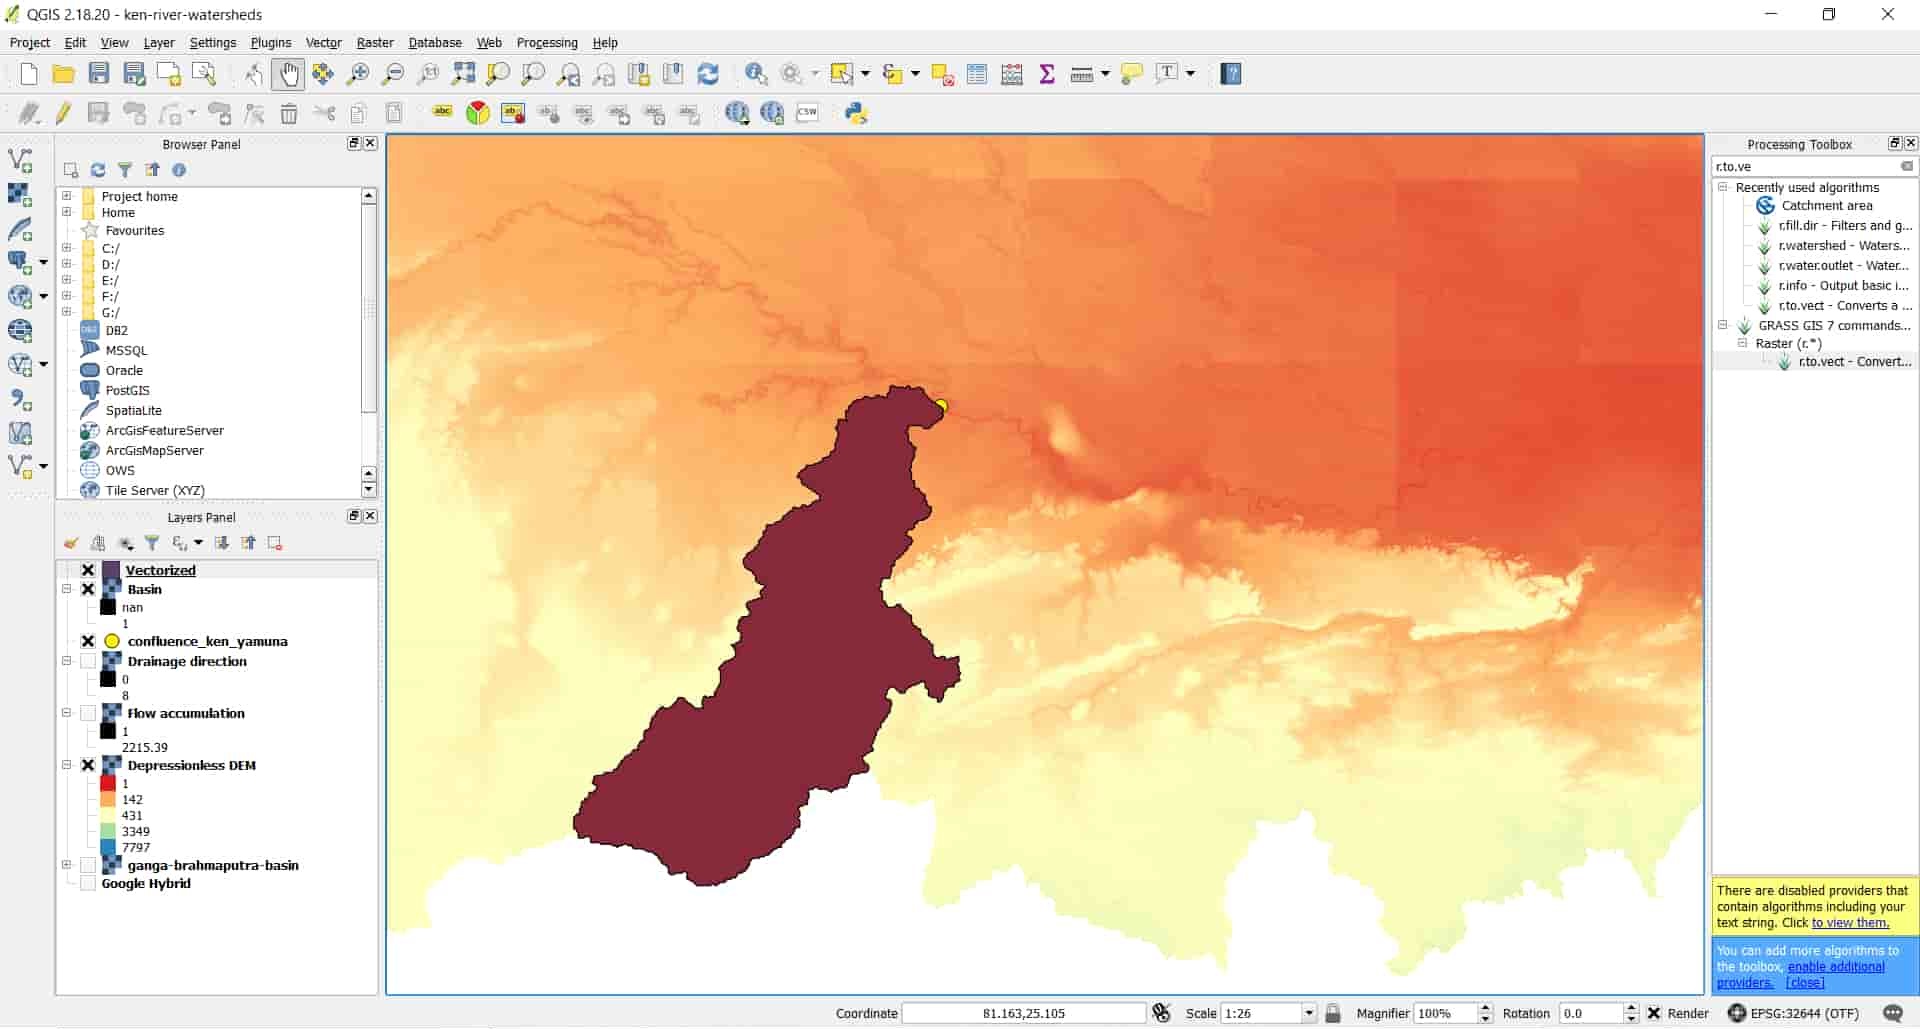 QGIS 2.18.20 - ken-river-watersheds
Project Edit View Layer Settings Plugins Vector Raster Database Web Processing Help
abc
CSW
Browser Panel
Project home
Home
Favourites
C:/
D:/
E:/
F:/
G:/
DB2
MSSQL
Oracle
PostGIS
SpatiaLite
ArcGisFeatureServer
ArcGisMapServer
OWS
Tile Server (XYZ)
Layers Panel
Vectorized
Basin
nan
1
confluence_ken_yamuna
Drainage direction
0
8
Flow accumulation
1
2215.39
Depressionless DEM
1
142
431
3349
7797
ganga-brahmaputra-basin
Google Hybrid
Processing Toolbox
r.to.ve
Recently used algorithms
Catchment area
r.fill.dir - Filters and g...
r.watershed - Waters...
r.water.outlet - Water...
r.info - Output basic i...
r.to.vect - Converts a ...
GRASS GIS 7 commands...
Raster (r.*)
r.to.vect - Convert...
There are disabled providers that
contain algorithms including your
text string. Click to view them.
You can add more algorithms to
the toolbox, enable additional
providers. [close]
Coordinate 81.163,25.105 Scale 1:26 Magnifier 100% Rotation 0.0 Render EPSG:32644 (OTF)